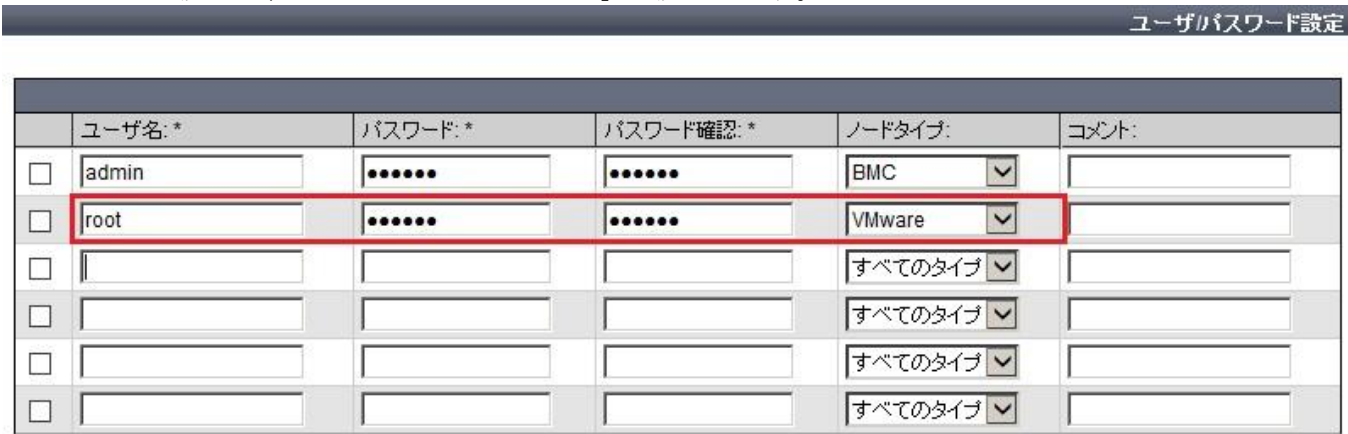 ユーザ/パスワード設定
ユーザ名: * パスワード: * パスワード確認: * ノードタイプ: コメント:
admin •••••• •••••• BMC
root •••••• •••••• VMware
すべてのタイプ
すべてのタイプ
すべてのタイプ
すべてのタイプ